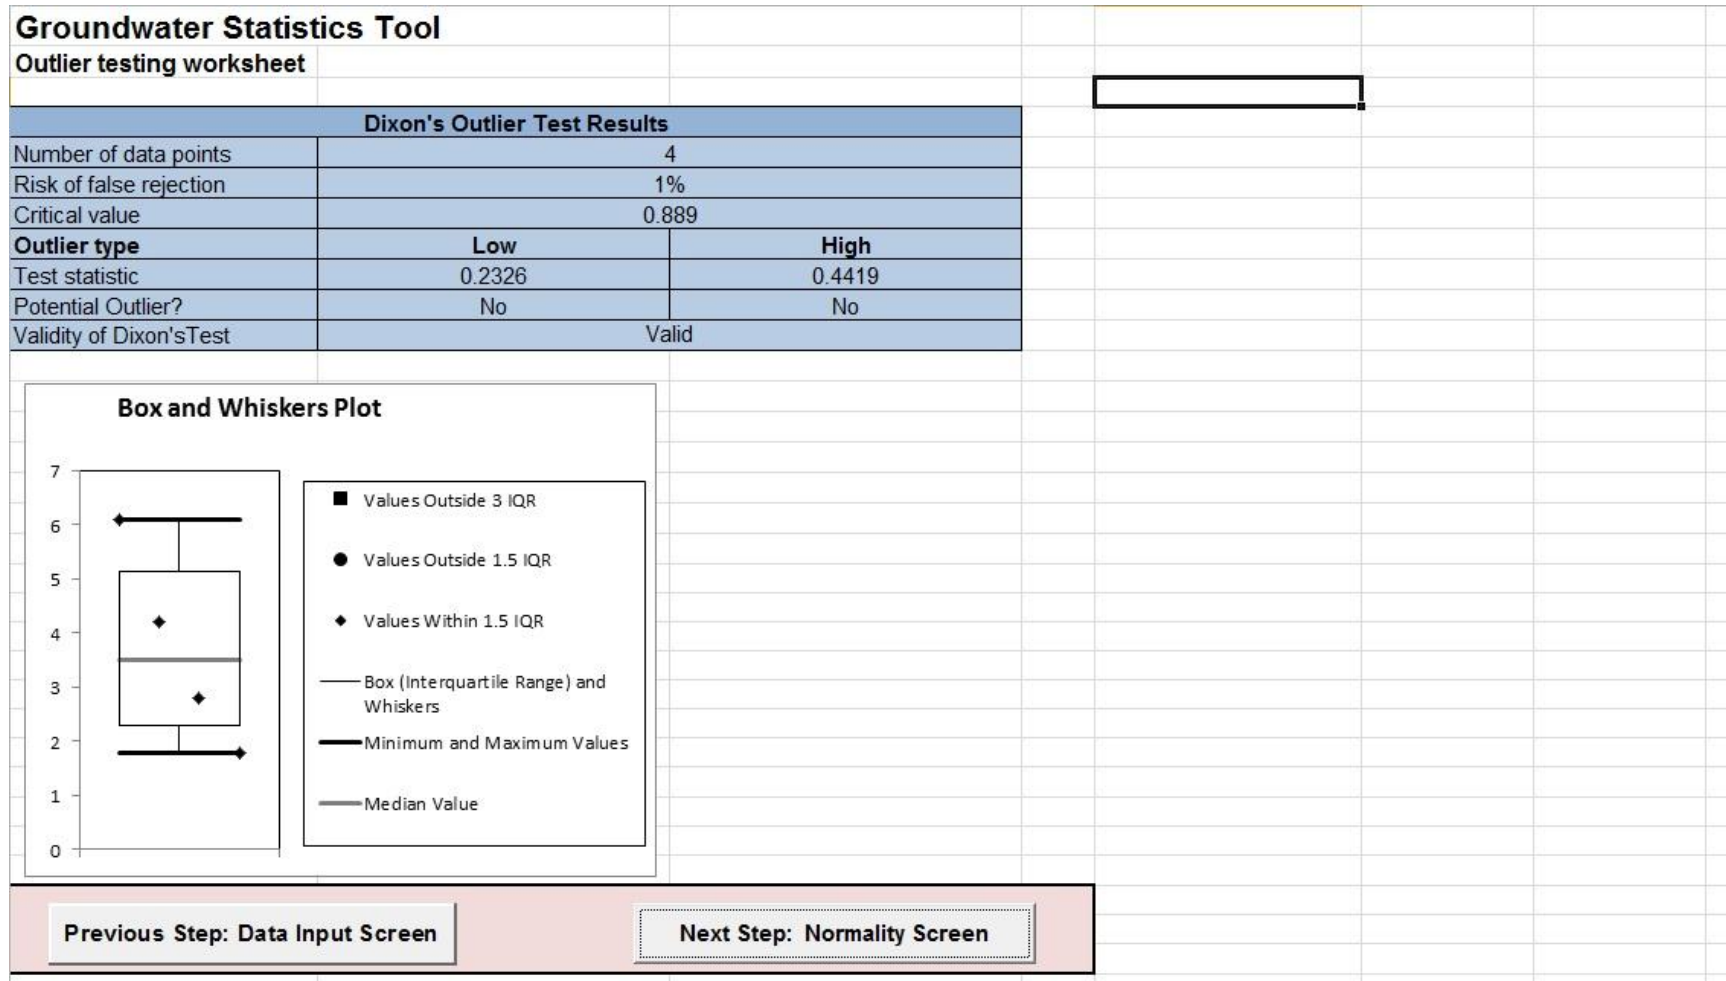 Groundwater Statistics Tool
Outlier testing worksheet
Dixon's Outlier Test Results
Number of data points 4
Risk of false rejection 1%
Critical value 0.889
Outlier type Low High
Test statistic 0.2326 0.4419
Potential Outlier? No No
Validity of Dixon'sTest Valid
Box and Whiskers Plot
7
6
5
4
3
2
1
0
Values Outside 3 IQR
Values Outside 1.5 IQR
Values Within 1.5 IQR
Box (Interquartile Range) and
Whiskers
Minimum and Maximum Values
Median Value
Previous Step: Data Input Screen
Next Step: Normality Screen